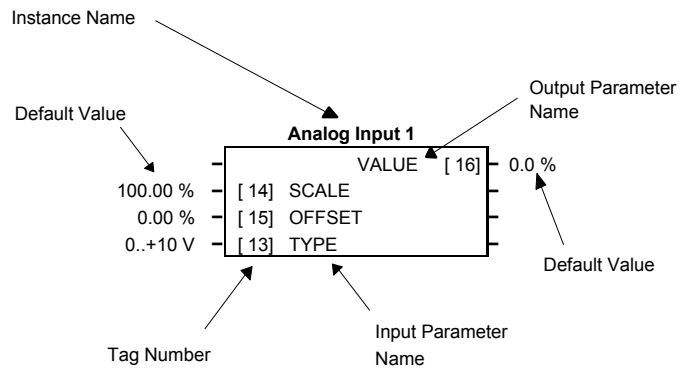 Instance Name
Output Parameter
Name
Default Value
Analog Input 1
VALUE [ 16] 0.0 %
100.00 % [ 14] SCALE
0.00 % [ 15] OFFSET
0..+10 V [ 13] TYPE
Default Value
Input Parameter
Name
Tag Number